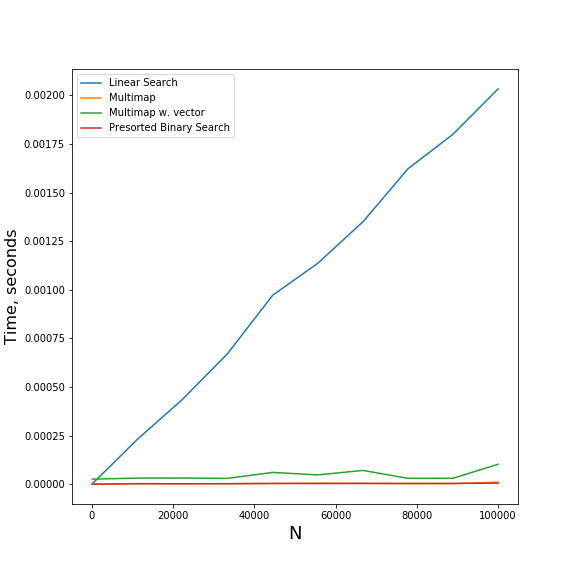 Linear Search
Multimap
Multimap w. vector
Presorted Binary Search
0.00200
0.00175
0.00150
0.00125
0.00100
0.00075
0.00050
0.00025
0.00000
Time, seconds
0 20000 40000 60000 80000 100000
N